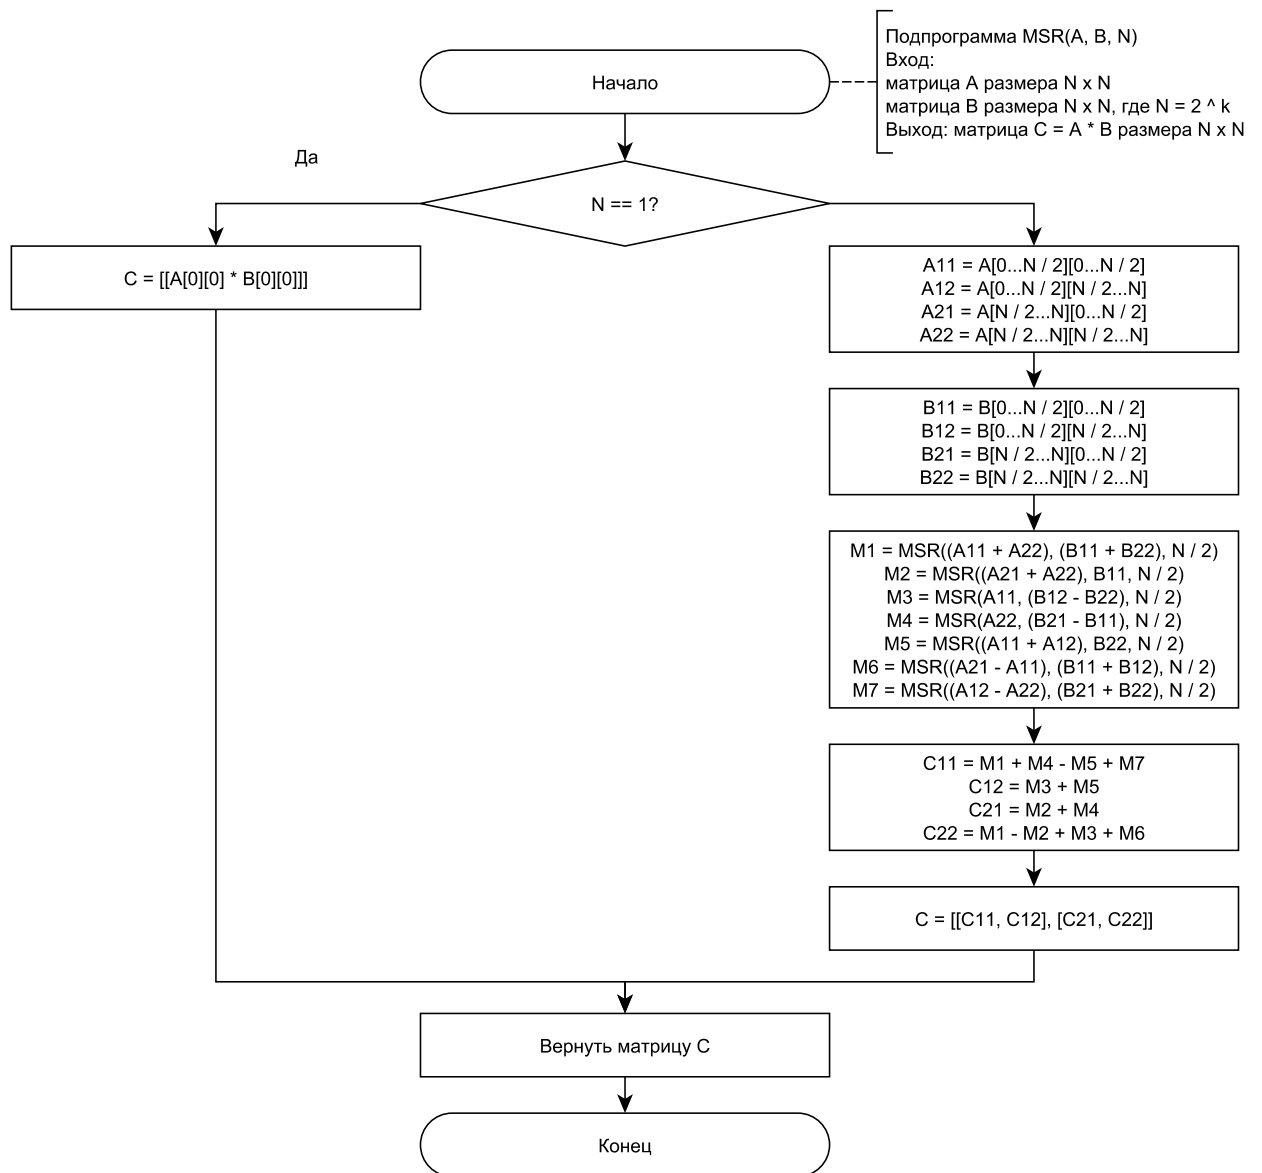 Подпрограмма MSR(A, B, N)
Вход:
матрица A размера N x N
матрица B размера N x N, где N = 2 ^ k
Выход: матрица C = A * B размера N x N
Начало
Да
N == 1?
C = [[A[0][0] * B[0][0]]]
A11 = A[0...N / 2][0...N / 2]
A12 = A[0...N / 2][N / 2...N]
A21 = A[N / 2...N][0...N / 2]
A22 = A[N / 2...N][N / 2...N]
B11 = B[0...N / 2][0...N / 2]
B12 = B[0...N / 2][N / 2...N]
B21 = B[N / 2...N][0...N / 2]
B22 = B[N / 2...N][N / 2...N]
M1 = MSR((A11 + A22), (B11 + B22), N / 2)
M2 = MSR((A21 + A22), B11, N / 2)
M3 = MSR(A11, (B12 - B22), N / 2)
M4 = MSR(A22, (B21 - B11), N / 2)
M5 = MSR((A11 + A12), B22, N / 2)
M6 = MSR((A21 - A11), (B11 + B12), N / 2)
M7 = MSR((A12 - A22), (B21 + B22), N / 2)
C11 = M1 + M4 - M5 + M7
C12 = M3 + M5
C21 = M2 + M4
C22 = M1 - M2 + M3 + M6
C = [[C11, C12], [C21, C22]]
Вернуть матрицу C
Конец